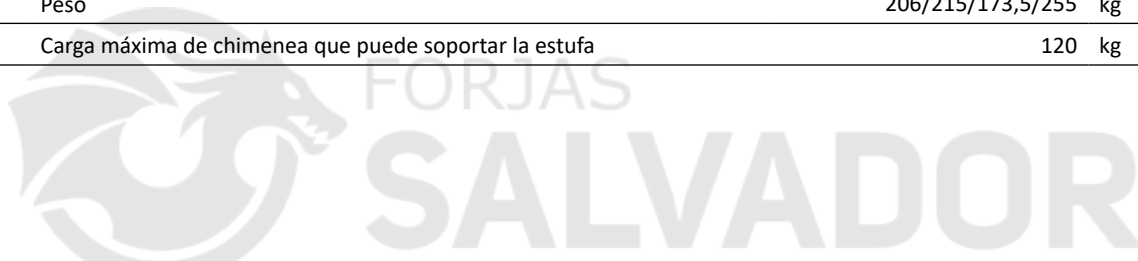 Peso 206/215/173,5/255 kg
Carga máxima de chimenea que puede soportar la estufa 120 kg
FORJAS
SALVADOR